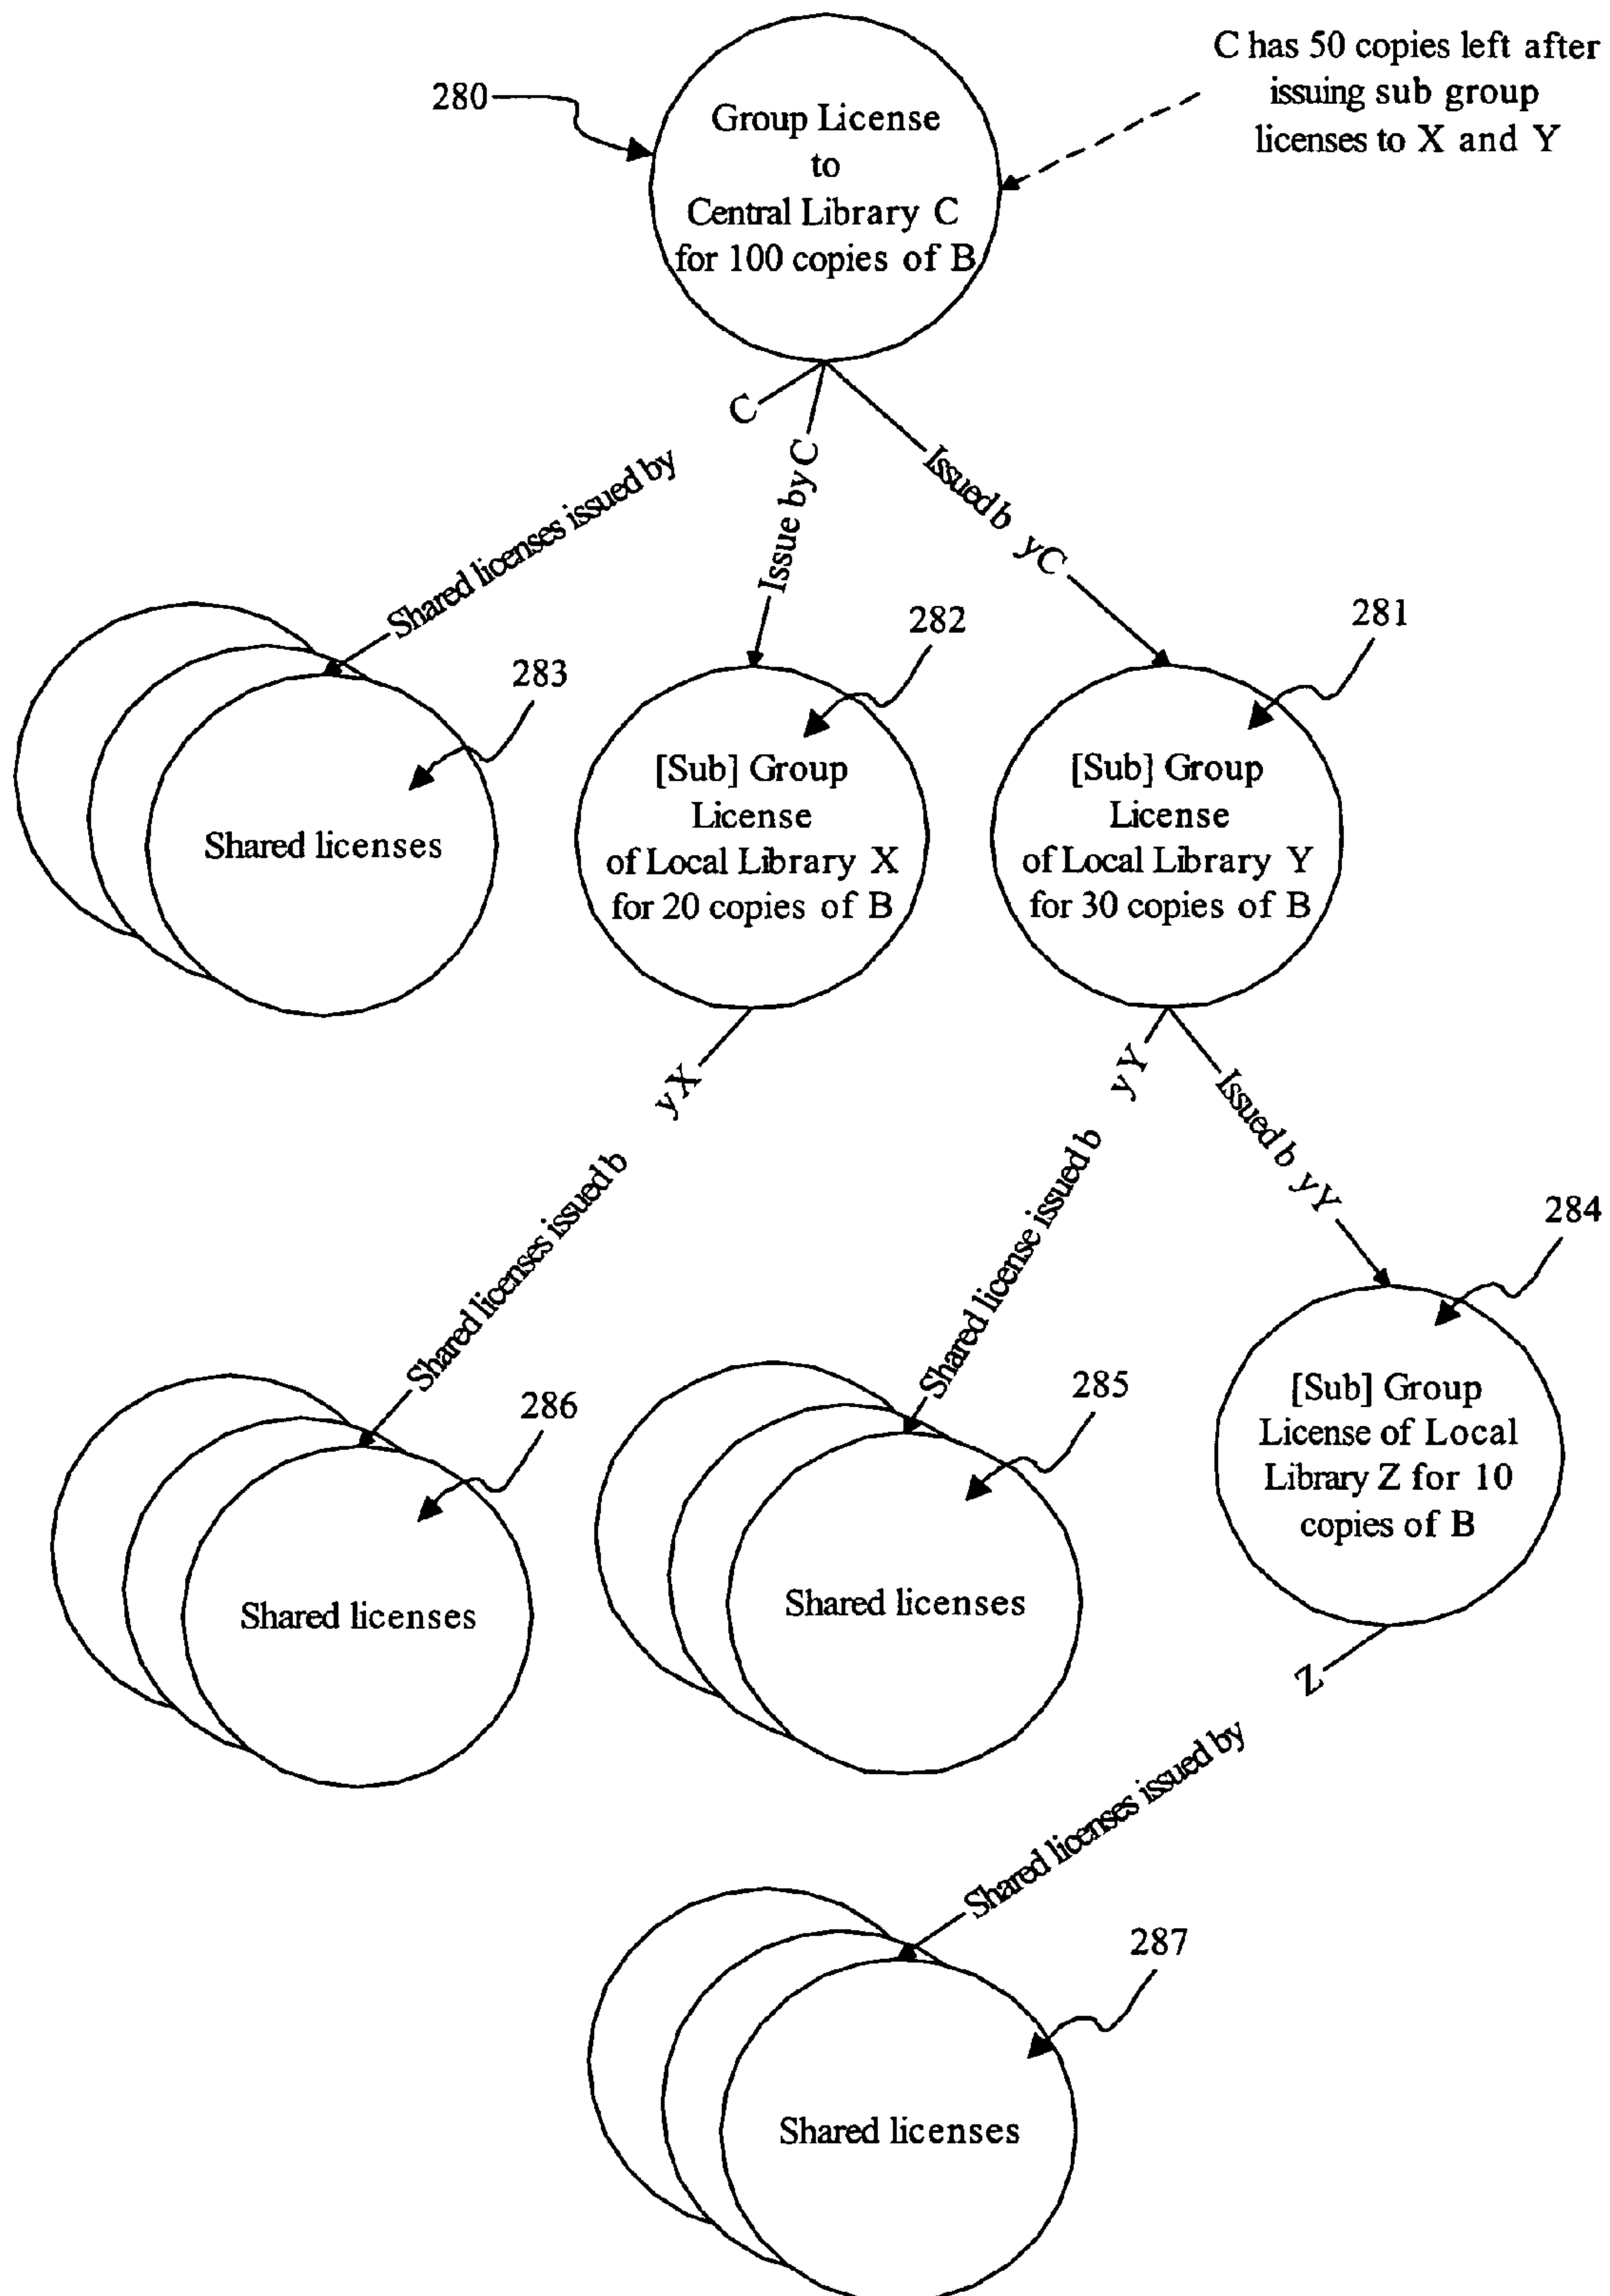 C has 50 copies left after
issuing sub group
licenses to X and Y
280
Group License
to
Central Library C
for 100 copies of B
Shared licenses issued by C
Issue by C
Issued b yC
283
282
281
Shared licenses
[Sub] Group
License
of Local Library X
for 20 copies of B
[Sub] Group
License
of Local Library Y
for 30 copies of B
Shared licenses issued b yX
Shared license issued b yY
Issued b yY
286
285
284
Shared licenses
Shared licenses
[Sub] Group
License of Local
Library Z for 10
copies of B
Shared licenses issued by Z
287
Shared licenses